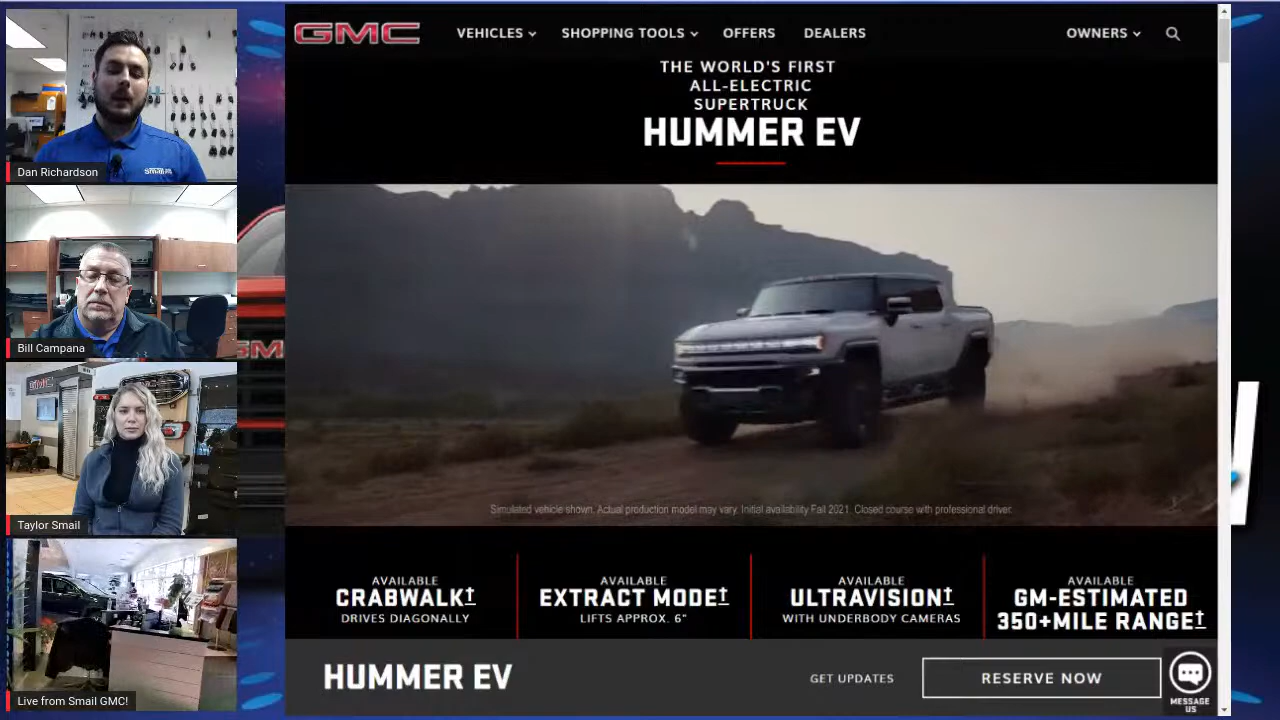 GMC
VEHICLES
SHOPPING TOOLS
OFFERS
DEALERS
OWNERS
THE WORLD'S FIRST
ALL-ELECTRIC
SUPERTRUCK
HUMMER EV
Simulated vehicle shown. Actual production model may vary. Initial availability Fall 2021. Closed course with professional driver.
AVAILABLE
CRABWALK†
DRIVES DIAGONALLY
AVAILABLE
EXTRACT MODE†
LIFTS APPROX. 6"
AVAILABLE
ULTRAVISION†
WITH UNDERBODY CAMERAS
AVAILABLE
GM-ESTIMATED
350+MILE RANGE†
HUMMER EV
GET UPDATES
RESERVE NOW
MESSAGE
US
Smail
Dan Richardson
Bill Campana
GMC
Taylor Smail
Live from Smail GMC!